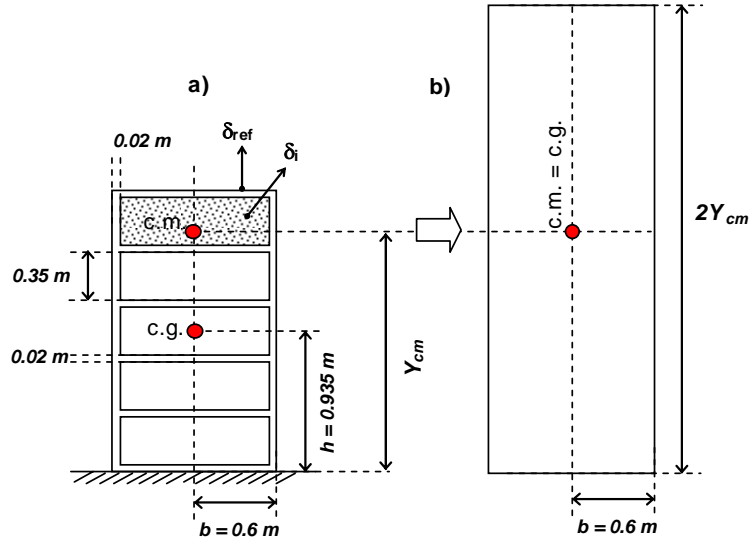 a)
b)
0.02 m
δref
δi
c.m.
c.m. = c.g.
2Ycm
0.35 m
c.g.
0.02 m
h = 0.935 m
Ycm
b = 0.6 m
b = 0.6 m